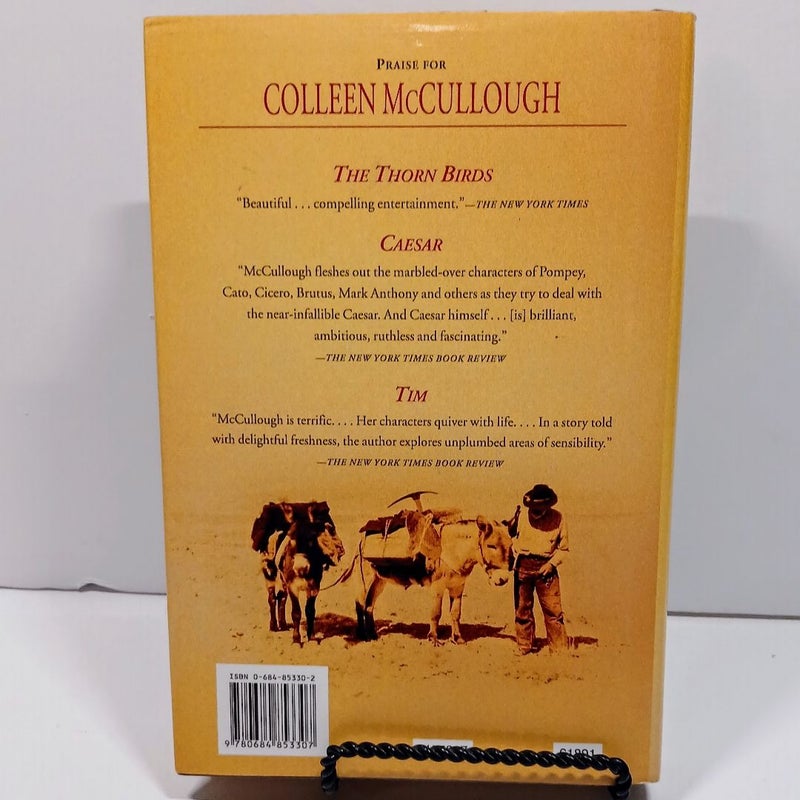 PRAISE FOR
COLLEEN MCCULLOUGH
THE THORN BIRDS
“Beautiful . . . compelling entertainment.”—THE NEW YORK TIMES
CAESAR
“McCullough fleshes out the marbled-over characters of Pompey,
Cato, Cicero, Brutus, Mark Anthony and others as they try to deal with
the near-infallible Caesar. And Caesar himself . . . [is] brilliant,
ambitious, ruthless and fascinating.”
—THE NEW YORK TIMES BOOK REVIEW
TIM
“McCullough is terrific. . . . Her characters quiver with life. . . . In a story told
with delightful freshness, the author explores unplumbed areas of sensibility.”
—THE NEW YORK TIMES BOOK REVIEW
ISBN 0-684-85330-2
9 780684 853307